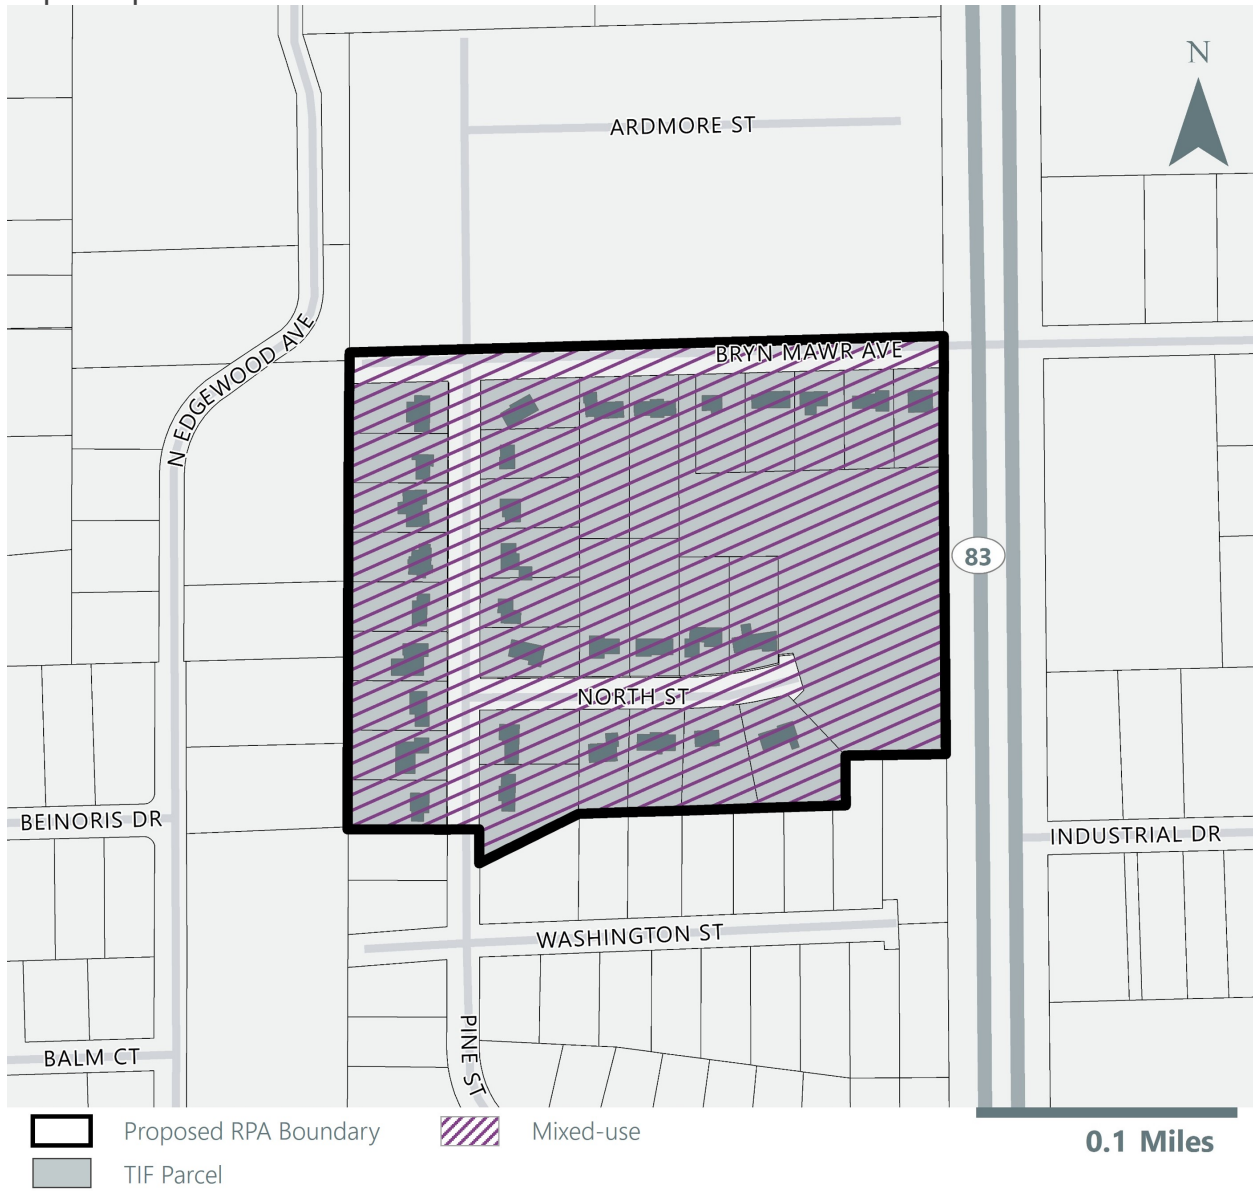 N
ARDMORE ST
N EDGEWOOD AVE
BRYN MAWR AVE
83
NORTH ST
BEINORIS DR
INDUSTRIAL DR
WASHINGTON ST
PINE ST
BALM CT
Proposed RPA Boundary
Mixed-use
0.1 Miles
TIF Parcel